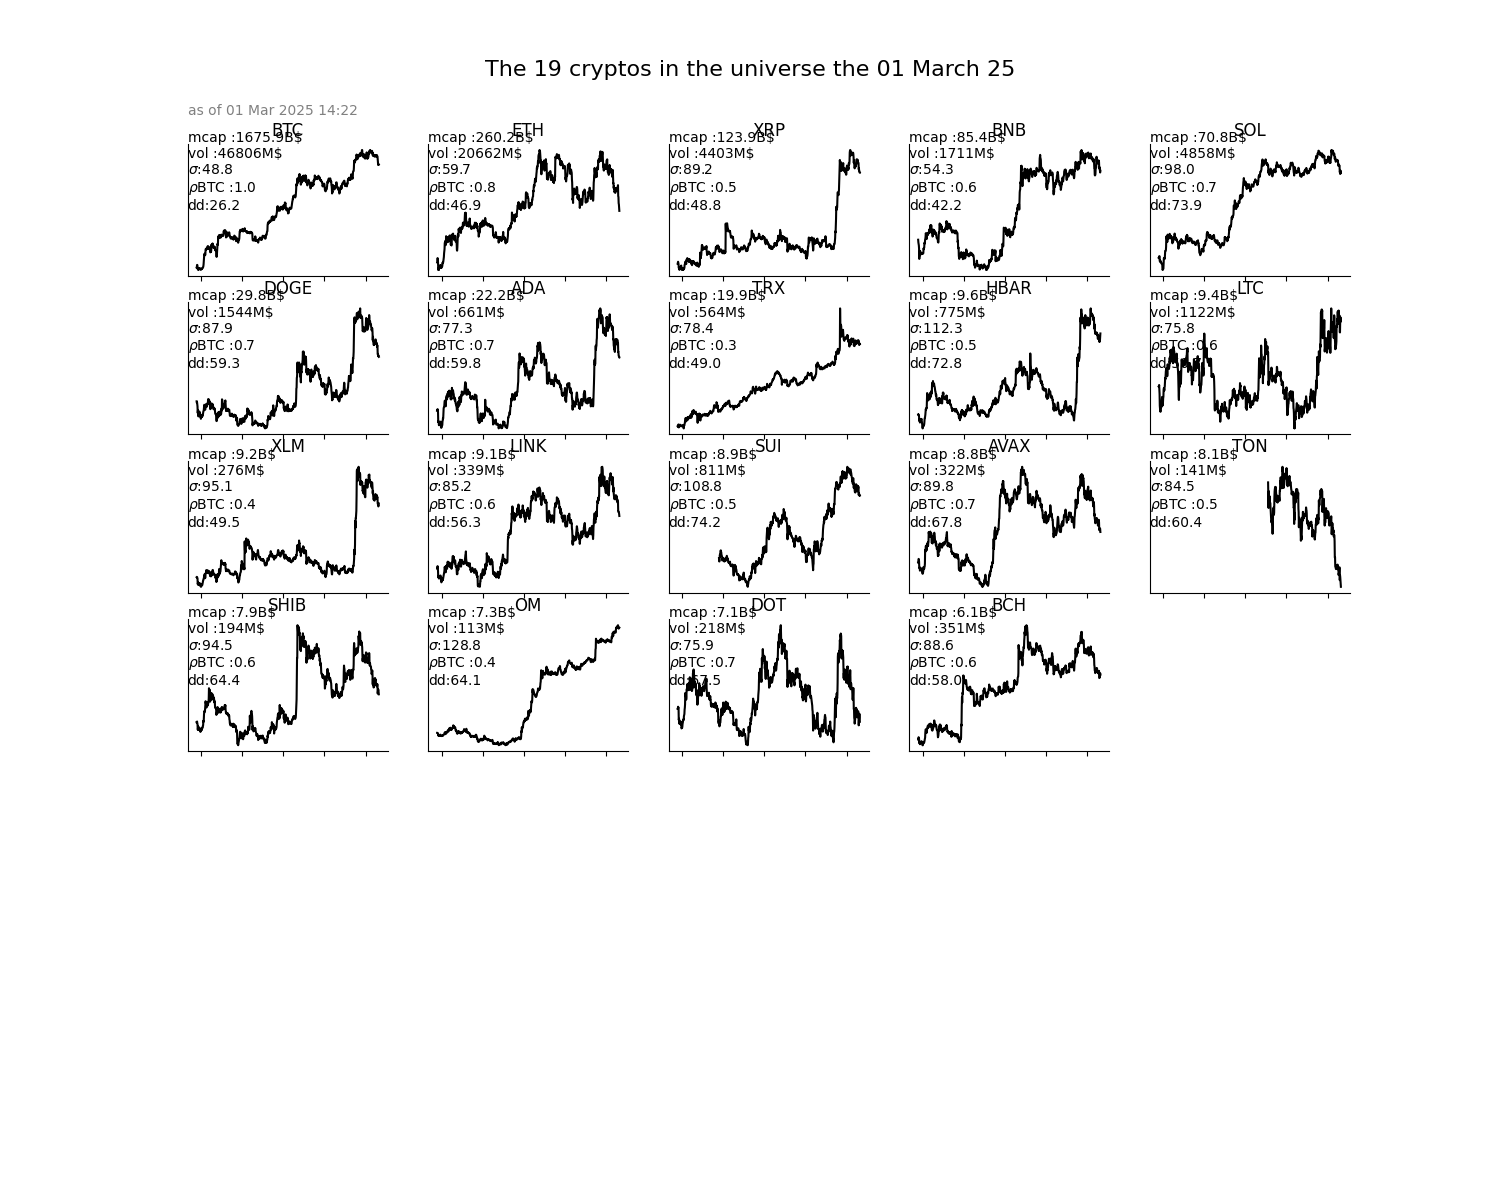 The 19 cryptos in the universe the 01 March 25
as of 01 Mar 2025 14:22
BTC
mcap :1675.9B$
vol :46806M$
σ:48.8
ρBTC :1.0
dd:26.2
ETH
mcap :260.2B$
vol :20662M$
σ:59.7
ρBTC :0.8
dd:46.9
XRP
mcap :123.9B$
vol :4403M$
σ:89.2
ρBTC :0.5
dd:48.8
BNB
mcap :85.4B$
vol :1711M$
σ:54.3
ρBTC :0.6
dd:42.2
SOL
mcap :70.8B$
vol :4858M$
σ:98.0
ρBTC :0.7
dd:73.9
DOGE
mcap :29.8B$
vol :1544M$
σ:87.9
ρBTC :0.7
dd:59.3
ADA
mcap :22.2B$
vol :661M$
σ:77.3
ρBTC :0.7
dd:59.8
TRX
mcap :19.9B$
vol :564M$
σ:78.4
ρBTC :0.3
dd:49.0
HBAR
mcap :9.6B$
vol :775M$
σ:112.3
ρBTC :0.5
dd:72.8
LTC
mcap :9.4B$
vol :1122M$
σ:75.8
ρBTC :0.6
XLM
mcap :9.2B$
vol :276M$
σ:95.1
ρBTC :0.4
dd:49.5
LINK
mcap :9.1B$
vol :339M$
σ:85.2
ρBTC :0.6
dd:56.3
SUI
mcap :8.9B$
vol :811M$
σ:108.8
ρBTC :0.5
dd:74.2
AVAX
mcap :8.8B$
vol :322M$
σ:89.8
ρBTC :0.7
dd:67.8
TON
mcap :8.1B$
vol :141M$
σ:84.5
ρBTC :0.5
dd:60.4
SHIB
mcap :7.9B$
vol :194M$
σ:94.5
ρBTC :0.6
dd:64.4
OM
mcap :7.3B$
vol :113M$
σ:128.8
ρBTC :0.4
dd:64.1
DOT
mcap :7.1B$
vol :218M$
σ:75.9
ρBTC :0.7
BCH
mcap :6.1B$
vol :351M$
σ:88.6
ρBTC :0.6
dd:58.0